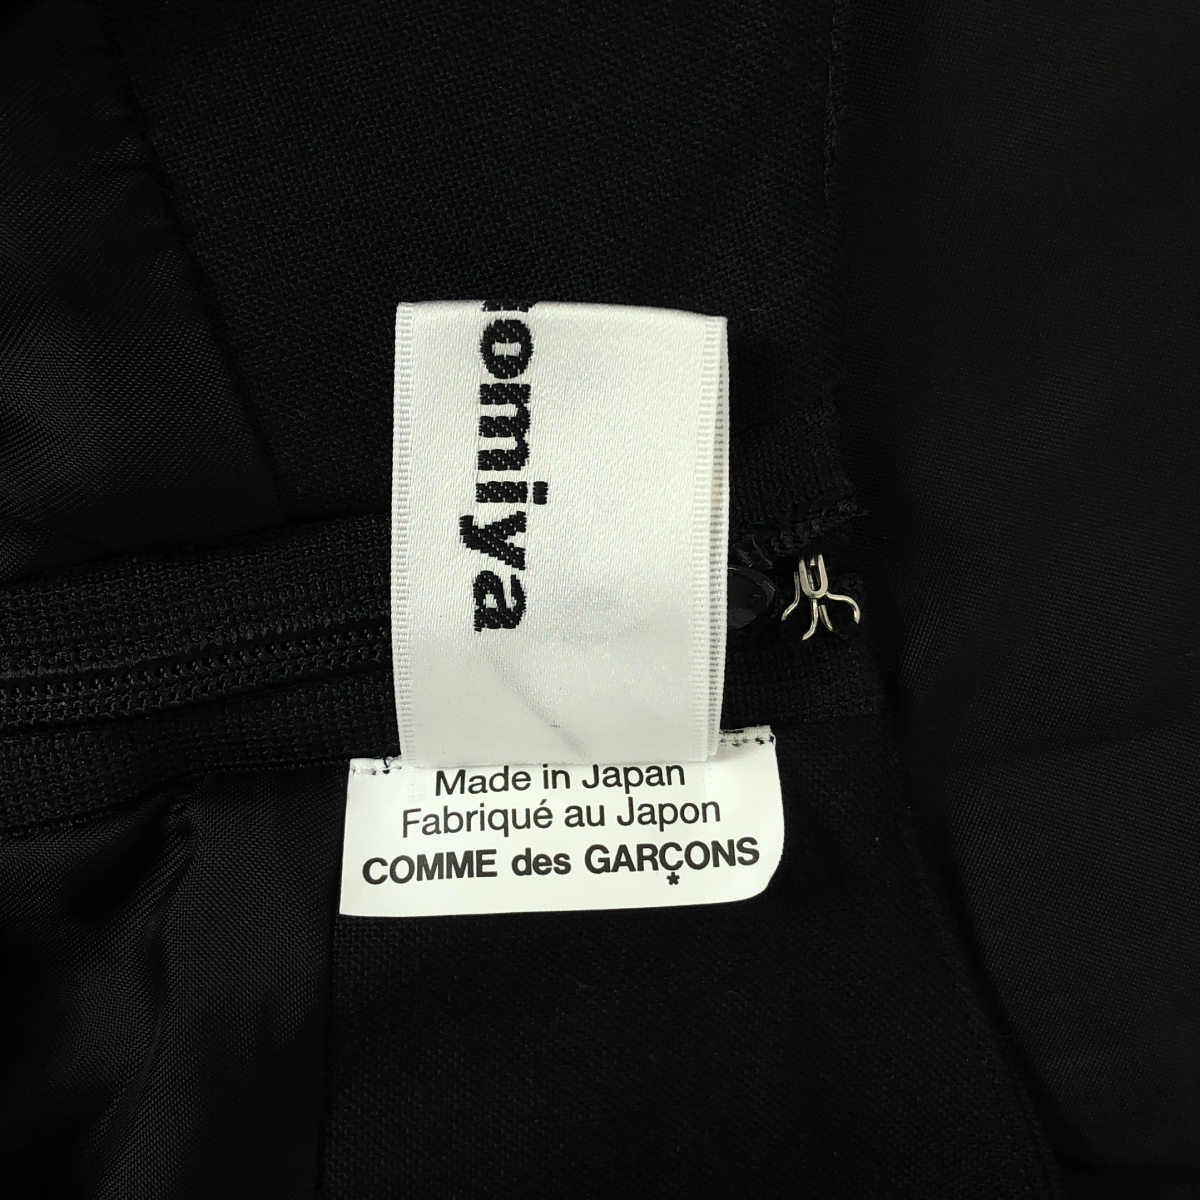 omiya
Made in Japan
Fabriqué au Japon
COMME des GARÇONS
*